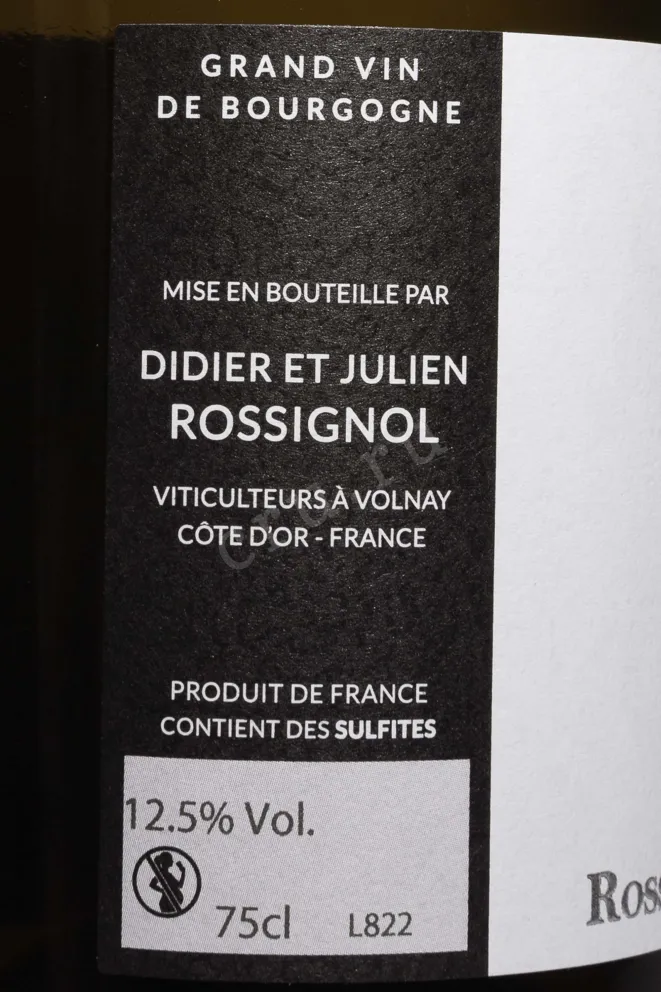 GRAND VIN
DE BOURGOGNE
MISE EN BOUTEILLE PAR
DIDIER ET JULIEN
ROSSIGNOL
VITICULTEURS À VOLNAY
CÔTE D'OR - FRANCE
PRODUIT DE FRANCE
CONTIENT DES SULFITES
12.5% Vol.
75cl L822